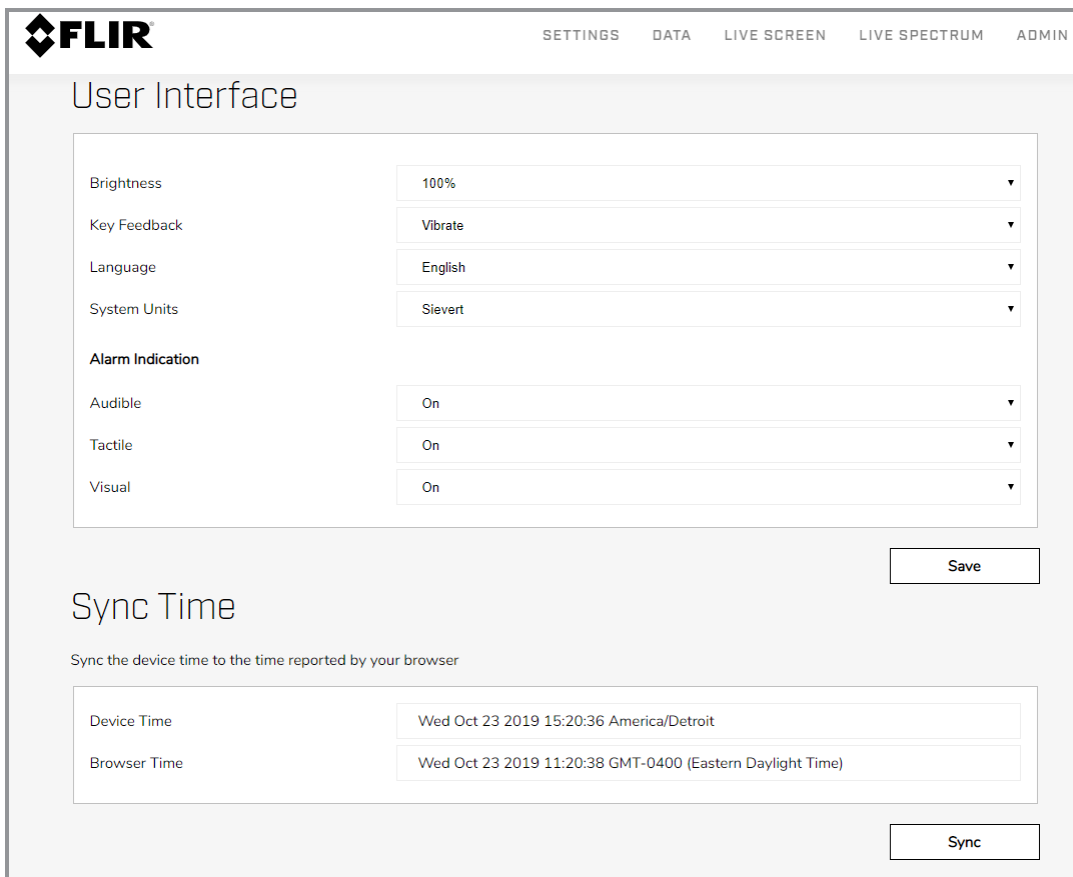 FLIR
SETTINGS DATA LIVE SCREEN LIVE SPECTRUM ADMIN
User Interface
Brightness 100%
Key Feedback Vibrate
Language English
System Units Sievert
Alarm Indication
Audible On
Tactile On
Visual On
Save
Sync Time
Sync the device time to the time reported by your browser
Device Time Wed Oct 23 2019 15:20:36 America/Detroit
Browser Time Wed Oct 23 2019 11:20:38 GMT-0400 (Eastern Daylight Time)
Sync